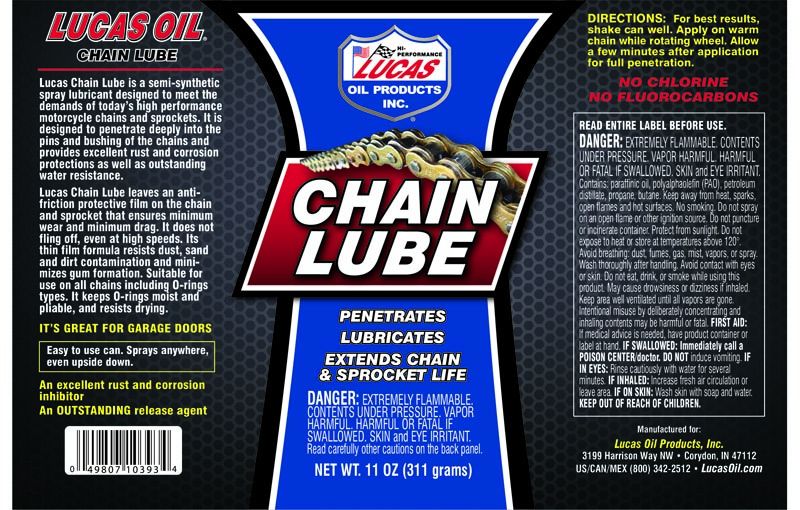 LUCAS OIL®
CHAIN LUBE
Lucas Chain Lube is a semi-synthetic
spray lubricant designed to meet the
demands of today's high performance
motorcycle chains and sprockets. It is
designed to penetrate deeply into the
pins and bushing of the chains and
provides excellent rust and corrosion
protections as well as outstanding
water resistance.
Lucas Chain Lube leaves an anti-
friction protective film on the chain
and sprocket that ensures minimum
wear and minimum drag. It does not
fling off, even at high speeds. Its
thin film formula resists dust, sand
and dirt contamination and mini-
mizes gum formation. Suitable for
use on all chains including O-rings
types. It keeps O-rings moist and
pliable, and resists drying.
IT'S GREAT FOR GARAGE DOORS
Easy to use can. Sprays anywhere,
even upside down.
An excellent rust and corrosion
inhibitor
An OUTSTANDING release agent
0 49807 10393 4
HI-
PERFORMANCE
LUCAS
OIL PRODUCTS
INC.
®
CHAIN
LUBE
PENETRATES
LUBRICATES
EXTENDS CHAIN
& SPROCKET LIFE
DANGER: EXTREMELY FLAMMABLE.
CONTENTS UNDER PRESSURE. VAPOR
HARMFUL. HARMFUL OR FATAL IF
SWALLOWED. SKIN and EYE IRRITANT.
Read carefully other cautions on the back panel.
NET WT. 11 OZ (311 grams)
DIRECTIONS: For best results,
shake can well. Apply on warm
chain while rotating wheel. Allow
a few minutes after application
for full penetration.
NO CHLORINE
NO FLUOROCARBONS
READ ENTIRE LABEL BEFORE USE.
DANGER: EXTREMELY FLAMMABLE. CONTENTS
UNDER PRESSURE. VAPOR HARMFUL. HARMFUL
OR FATAL IF SWALLOWED. SKIN and EYE IRRITANT.
Contains: paraffinic oil, polyalphaolefin (PAO), petroleum
distillate, propane, butane. Keep away from heat, sparks,
open flames and hot surfaces. No smoking. Do not spray
on an open flame or other ignition source. Do not puncture
or incinerate container. Protect from sunlight. Do not
expose to heat or store at temperatures above 120°.
Avoid breathing: dust, fumes, gas, mist, vapors, or spray.
Wash thoroughly after handling. Avoid contact with eyes
or skin. Do not eat, drink, or smoke while using this
product. May cause drowsiness or dizziness if inhaled.
Keep area well ventilated until all vapors are gone.
Intentional misuse by deliberately concentrating and
inhaling contents may be harmful or fatal. FIRST AID:
If medical advice is needed, have product container or
label at hand. IF SWALLOWED: Immediately call a
POISON CENTER/doctor. DO NOT induce vomiting. IF
IN EYES: Rinse cautiously with water for several
minutes. IF INHALED: Increase fresh air circulation or
leave area. IF ON SKIN: Wash skin with soap and water.
KEEP OUT OF REACH OF CHILDREN.
Manufactured for:
Lucas Oil Products, Inc.
3199 Harrison Way NW • Corydon, IN 47112
US/CAN/MEX (800) 342-2512 • LucasOil.com